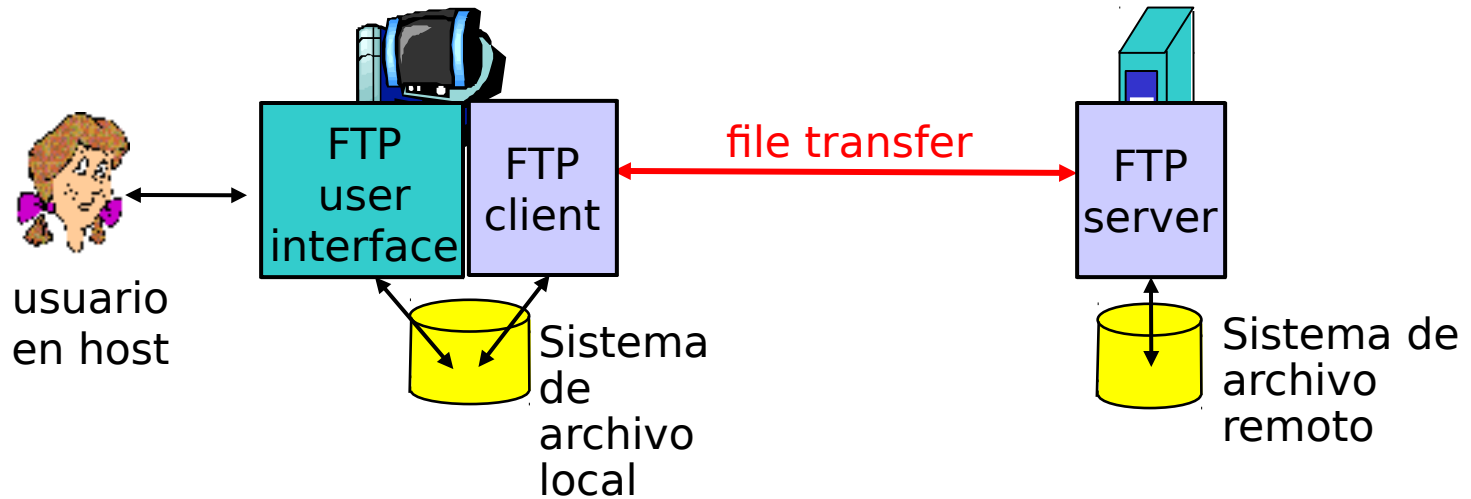 file transfer
FTP
user
interface
FTP
client
FTP
server
usuario
en host
Sistema
de
archivo
local
Sistema de
archivo
remoto